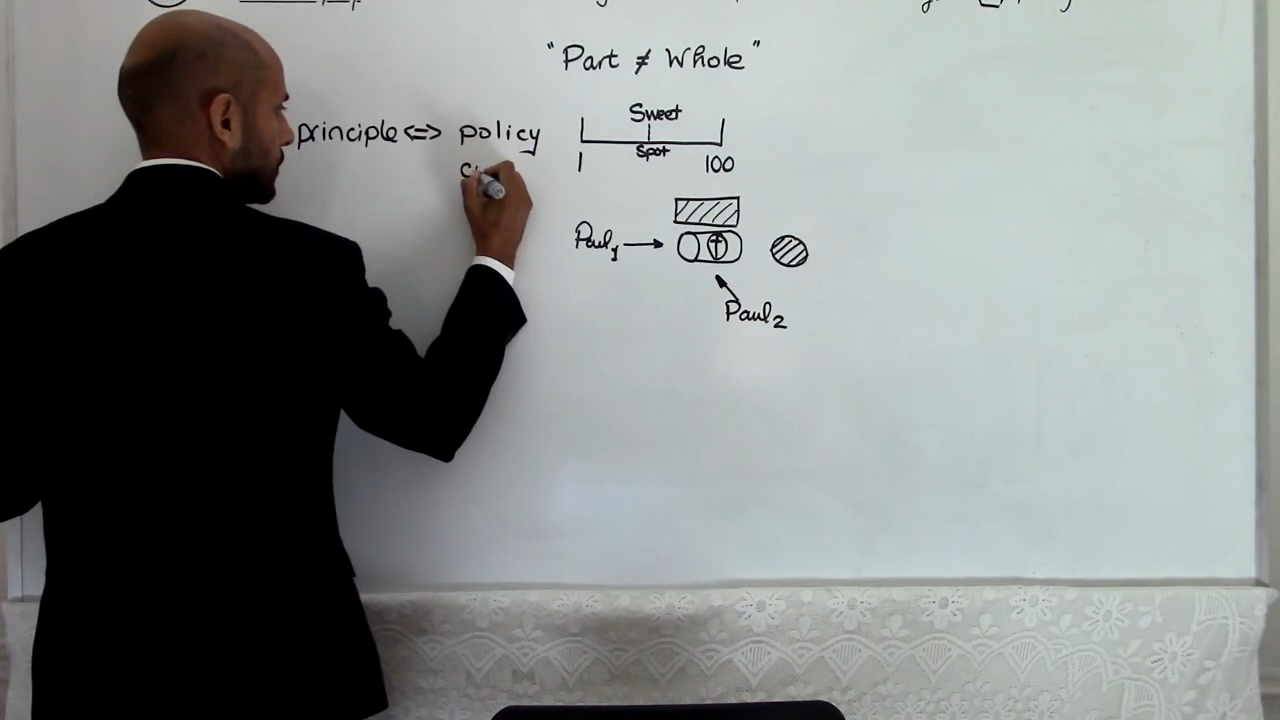 "Part ≠ Whole"
principle <=> policy
Sweet
Spot
1 100
Paul1
Paul2